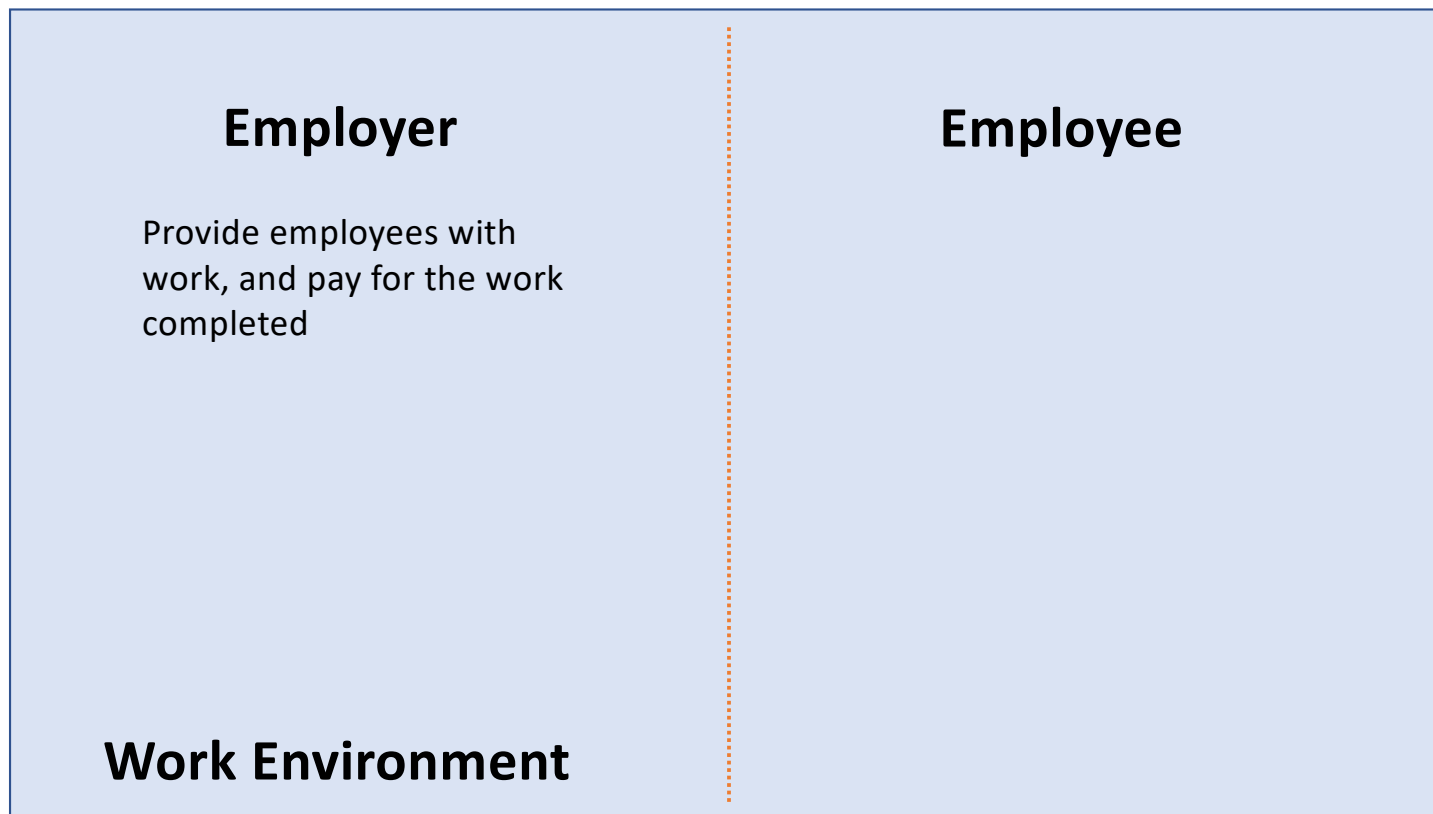 Employer
Provide employees with
work, and pay for the work
completed
Work Environment
Employee